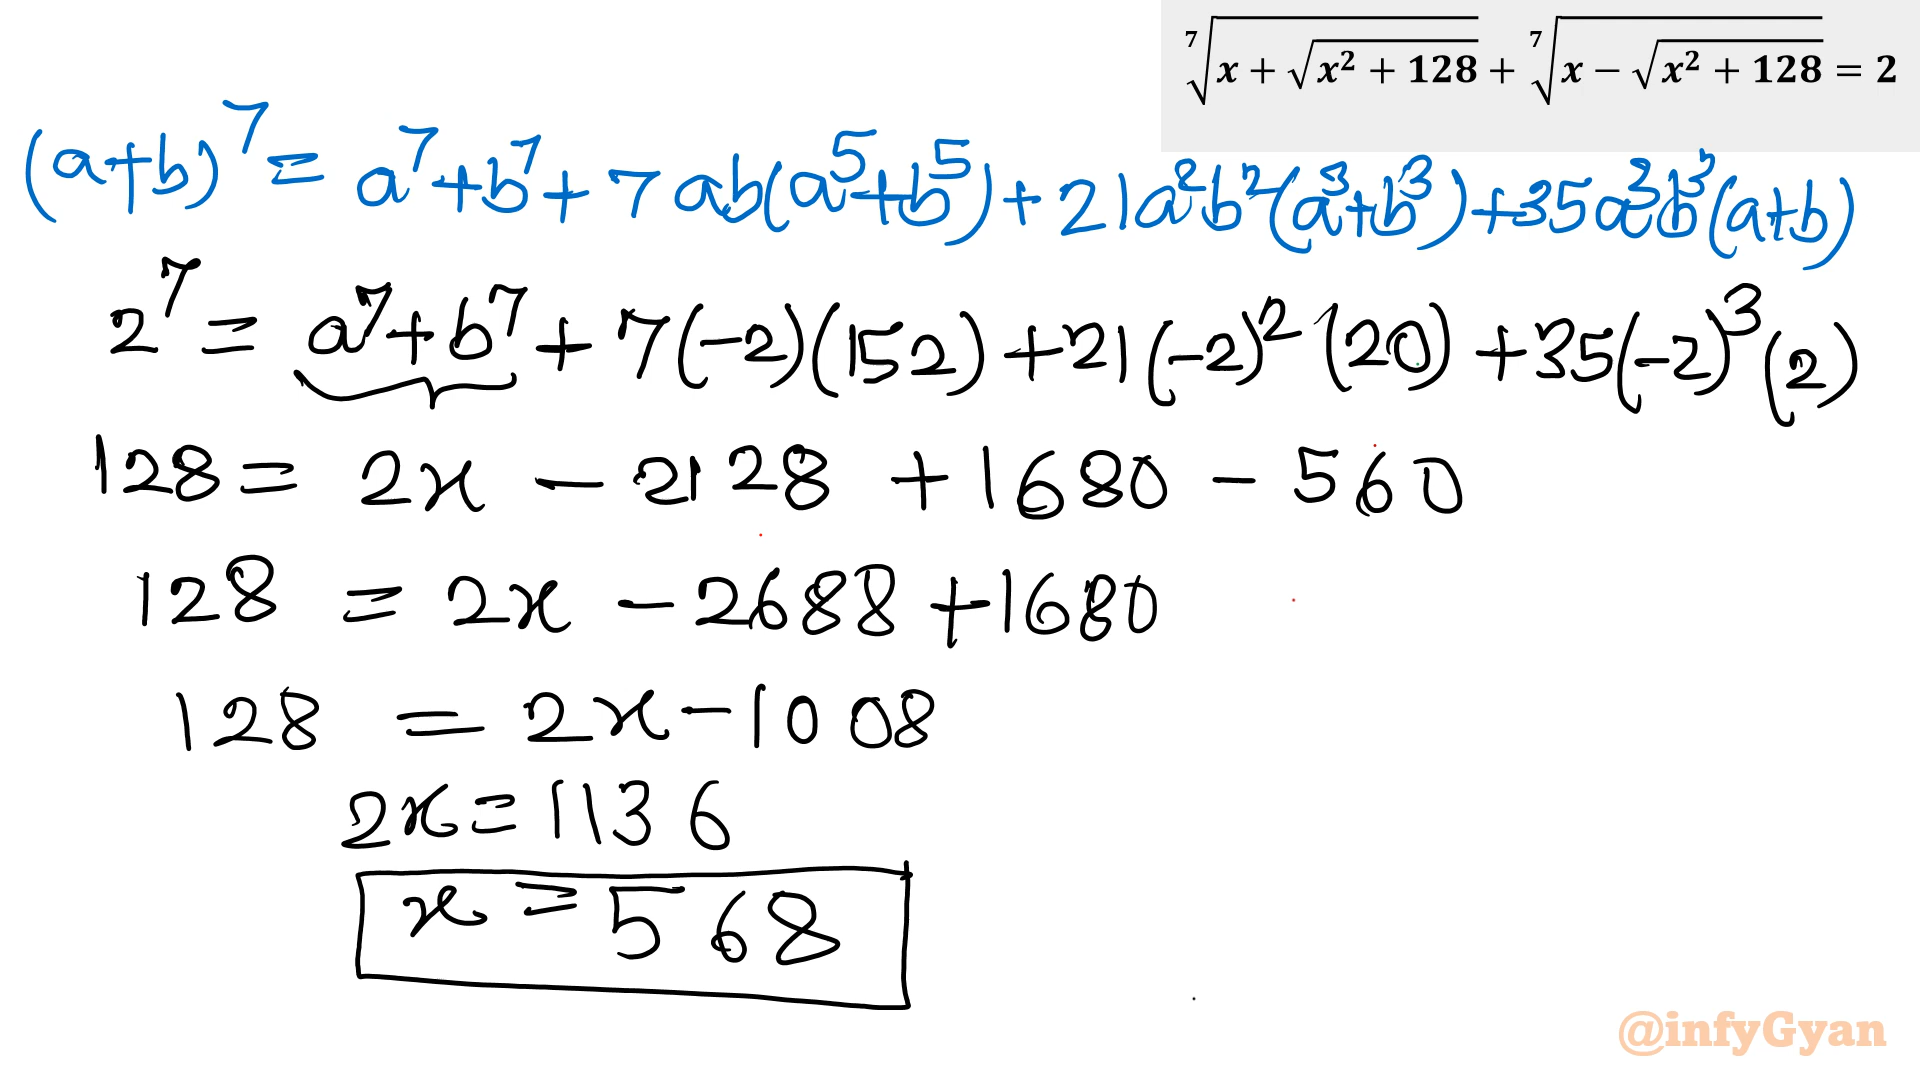 ⁷√(x + √(x² + 128)) + ⁷√(x − √(x² + 128)) = 2
(a+b)⁷ = a⁷+b⁷ + 7ab(a⁵+b⁵) + 21a²b²(a³+b³) + 35a³b³(a+b)
2⁷ = a⁷+b⁷ + 7(-2)(152) + 21(-2)²(20) + 35(-2)³(2)
128 = 2x - 2128 + 1680 - 560
128 = 2x - 2688 + 1680
128 = 2x - 1008
2x = 1136
x = 568
@infyGyan